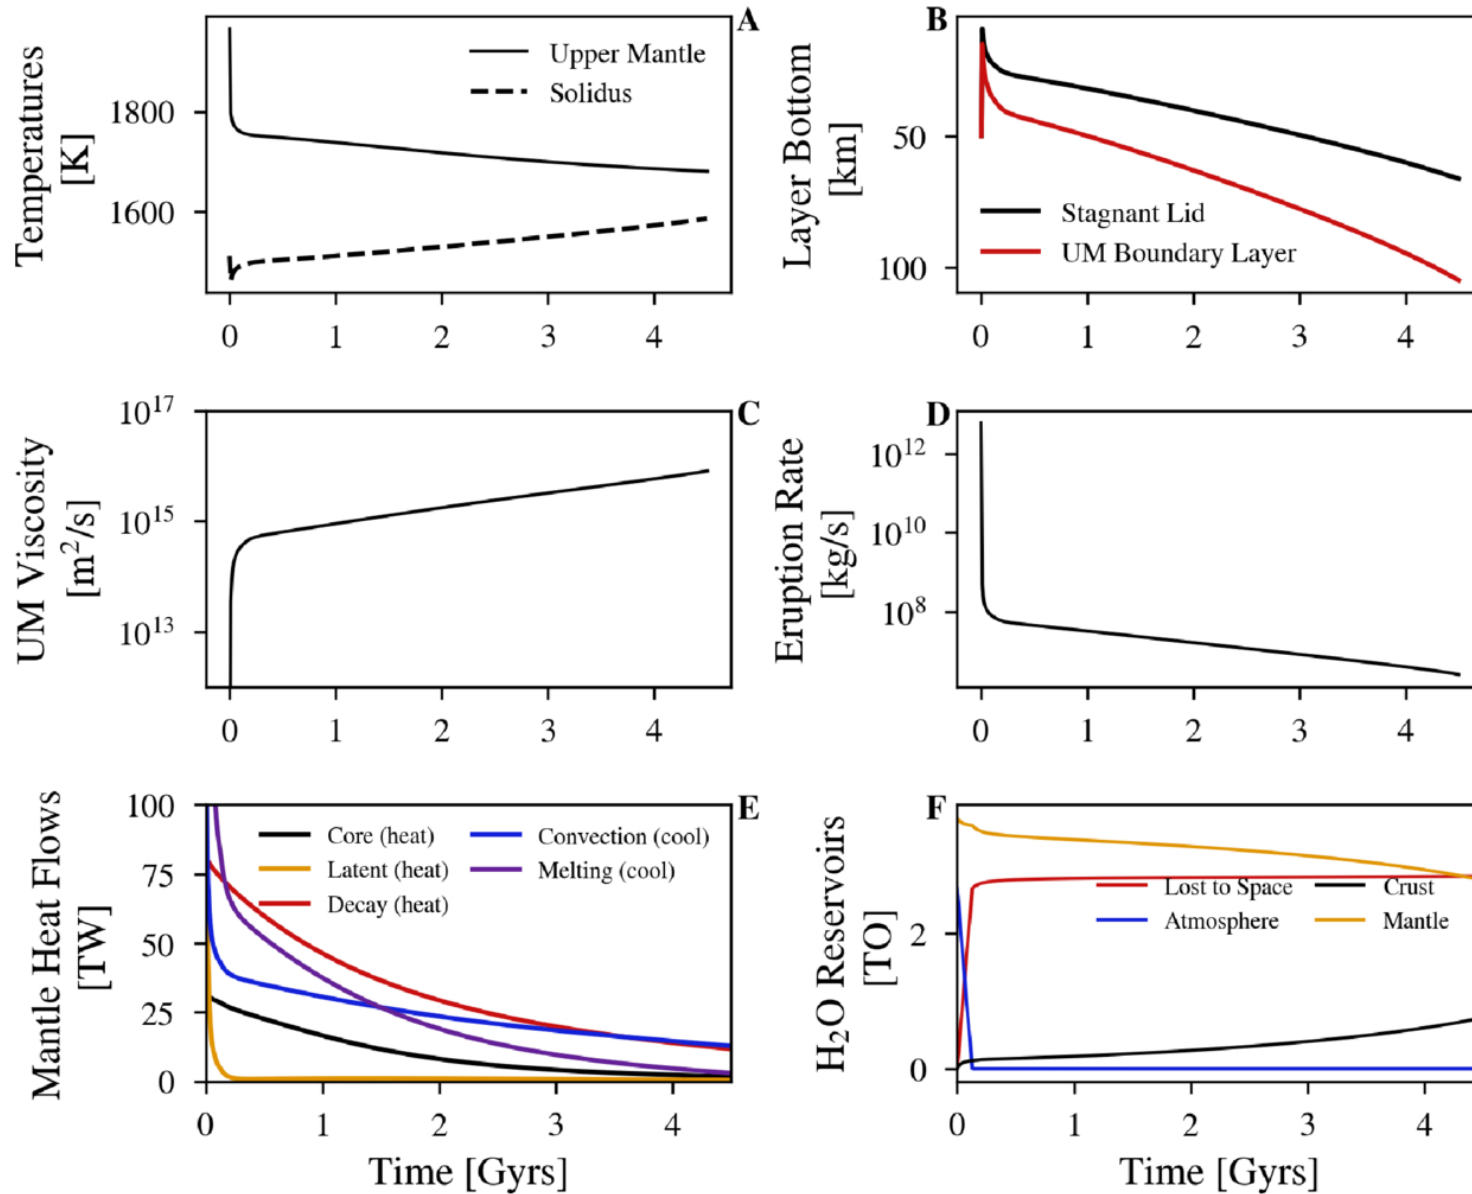 A
Temperatures
[K]
1800
1600
Upper Mantle
Solidus
0 1 2 3 4
B
Layer Bottom
[km]
50
100
Stagnant Lid
UM Boundary Layer
0 1 2 3 4
C
UM Viscosity
[m²/s]
10¹⁷
10¹⁵
10¹³
0 1 2 3 4
D
Eruption Rate
[kg/s]
10¹²
10¹⁰
10⁸
0 1 2 3 4
E
Mantle Heat Flows
[TW]
100
75
50
25
0
Core (heat)
Latent (heat)
Decay (heat)
Convection (cool)
Melting (cool)
0 1 2 3 4
Time [Gyrs]
F
H₂O Reservoirs
[TO]
2
0
Lost to Space
Atmosphere
Crust
Mantle
0 1 2 3 4
Time [Gyrs]